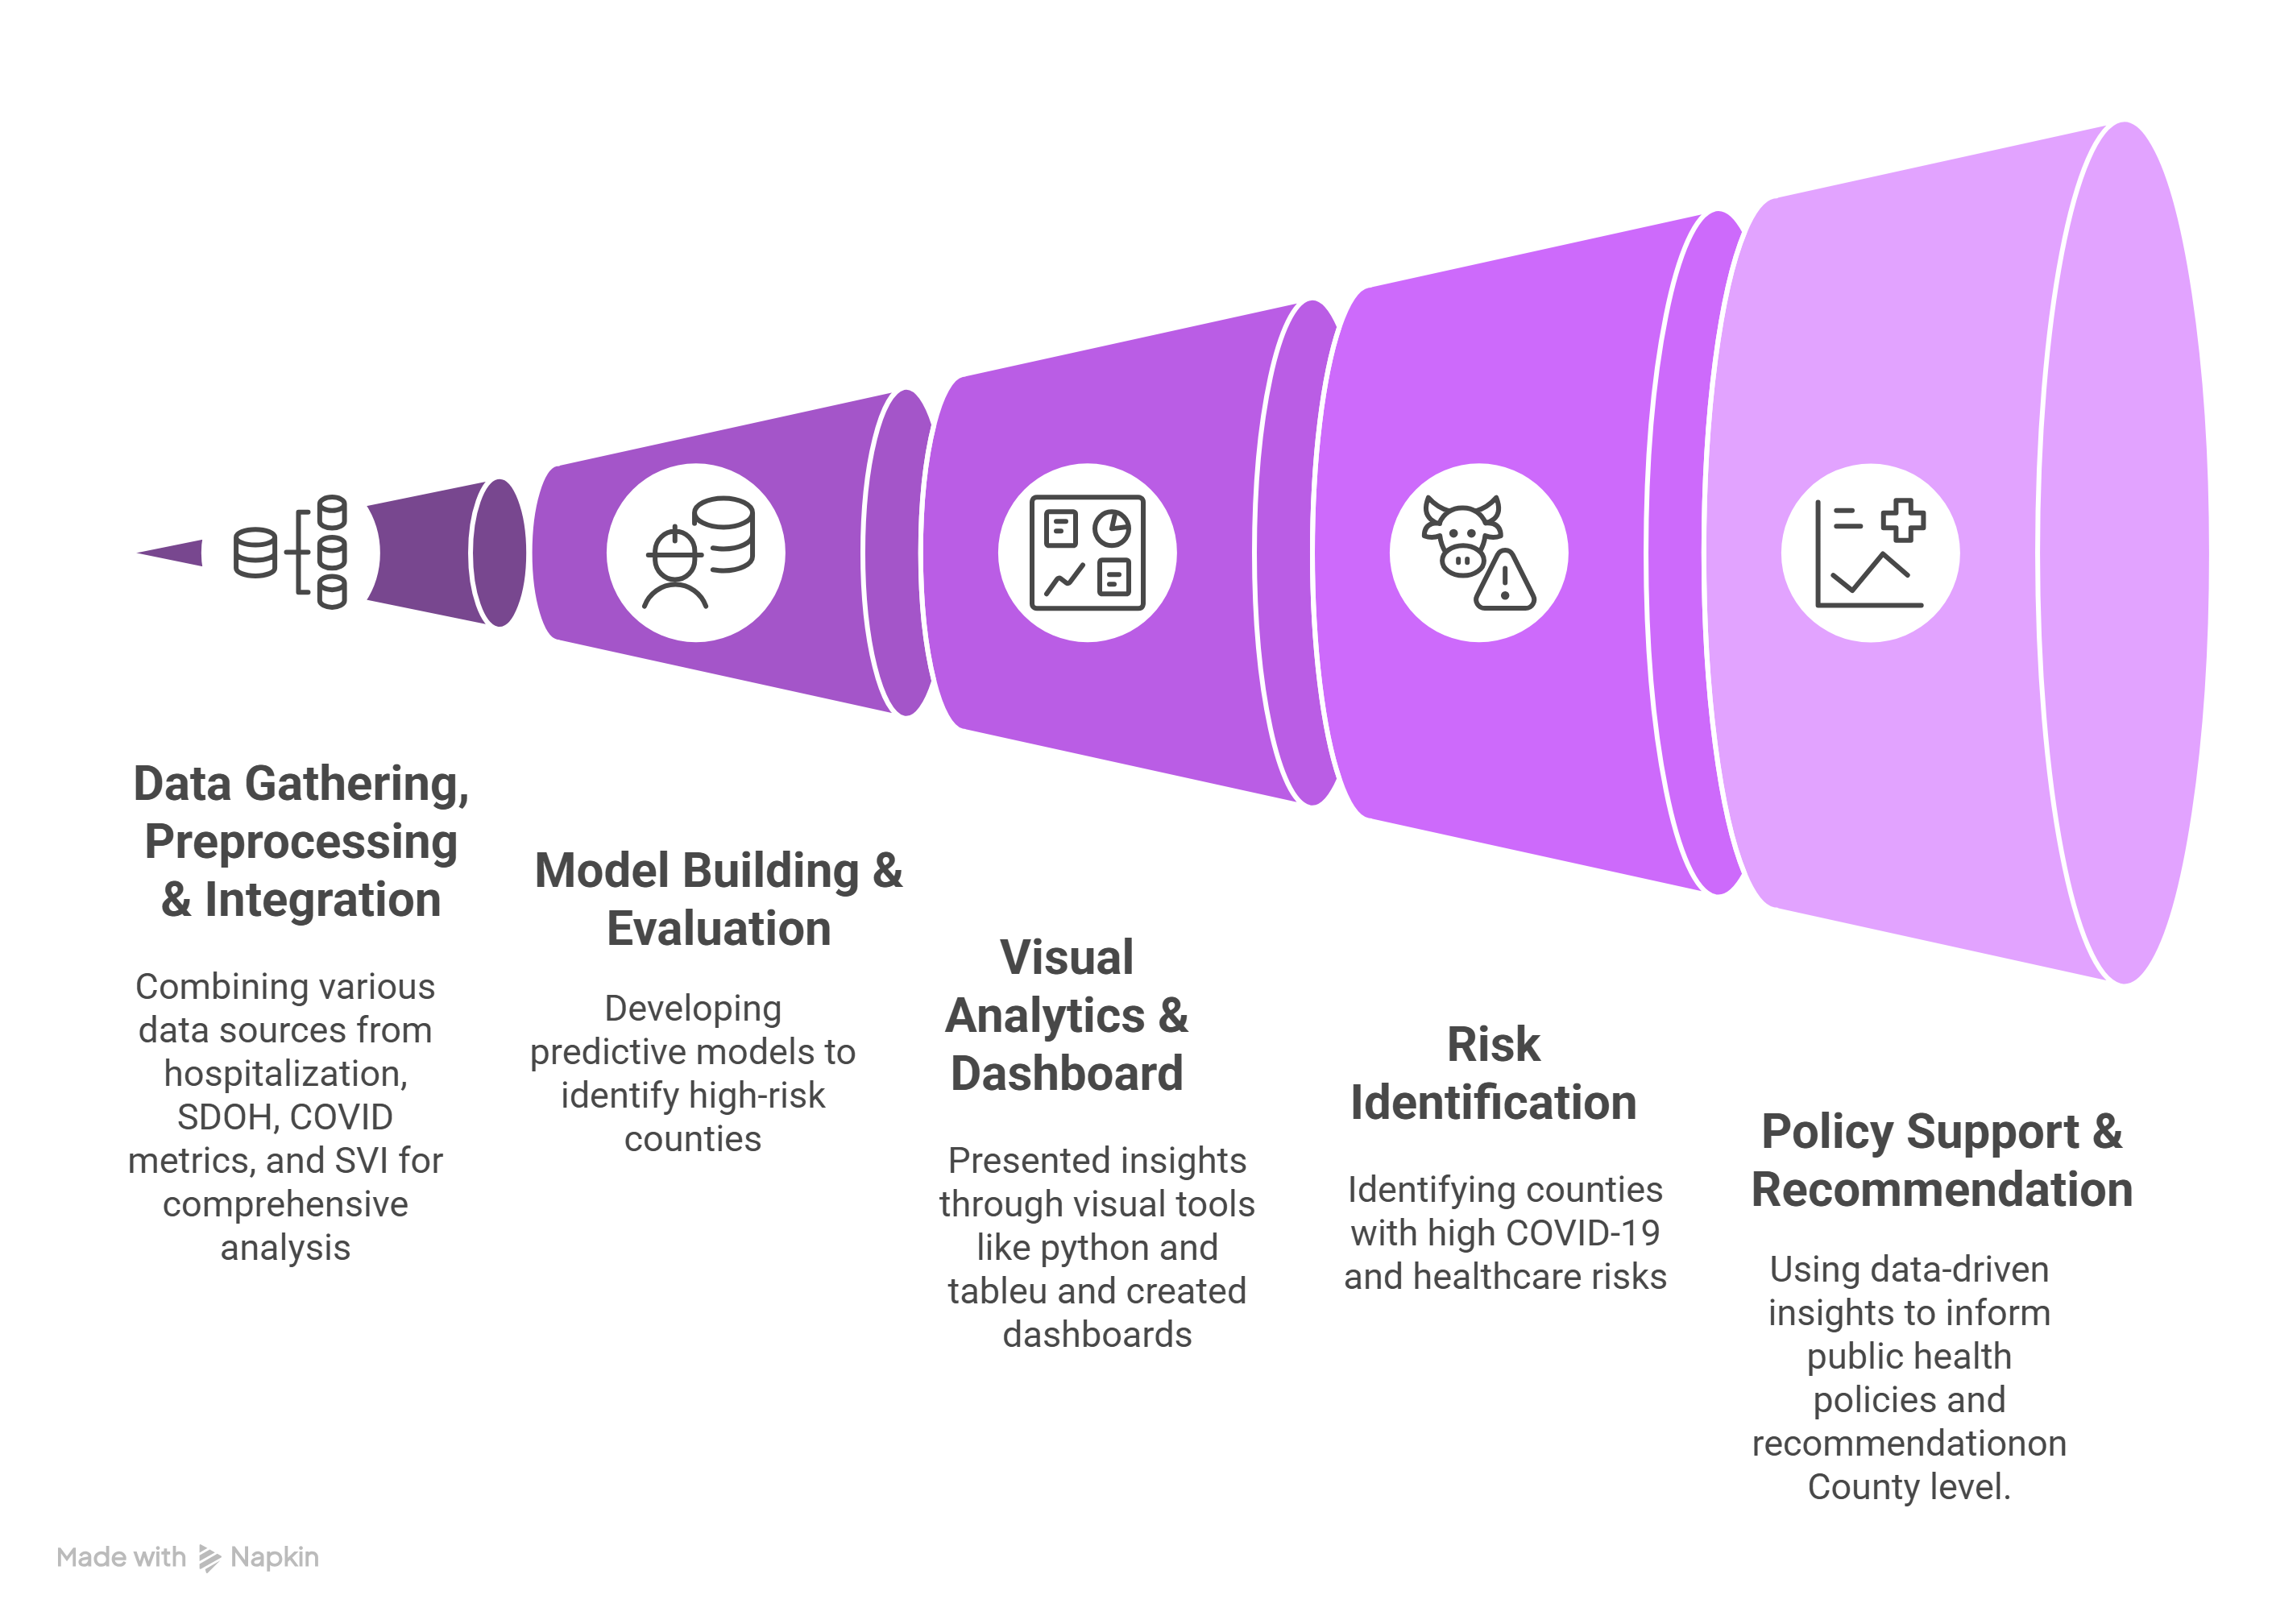 Data Gathering,
Preprocessing
& Integration
Combining various
data sources from
hospitalization,
SDOH, COVID
metrics, and SVI for
comprehensive
analysis
Model Building &
Evaluation
Developing
predictive models to
identify high-risk
counties
Visual
Analytics &
Dashboard
Presented insights
through visual tools
like python and
tableu and created
dashboards
Risk
Identification
Identifying counties
with high COVID-19
and healthcare risks
Policy Support &
Recommendation
Using data-driven
insights to inform
public health
policies and
recommendationon
County level.
Made with Napkin